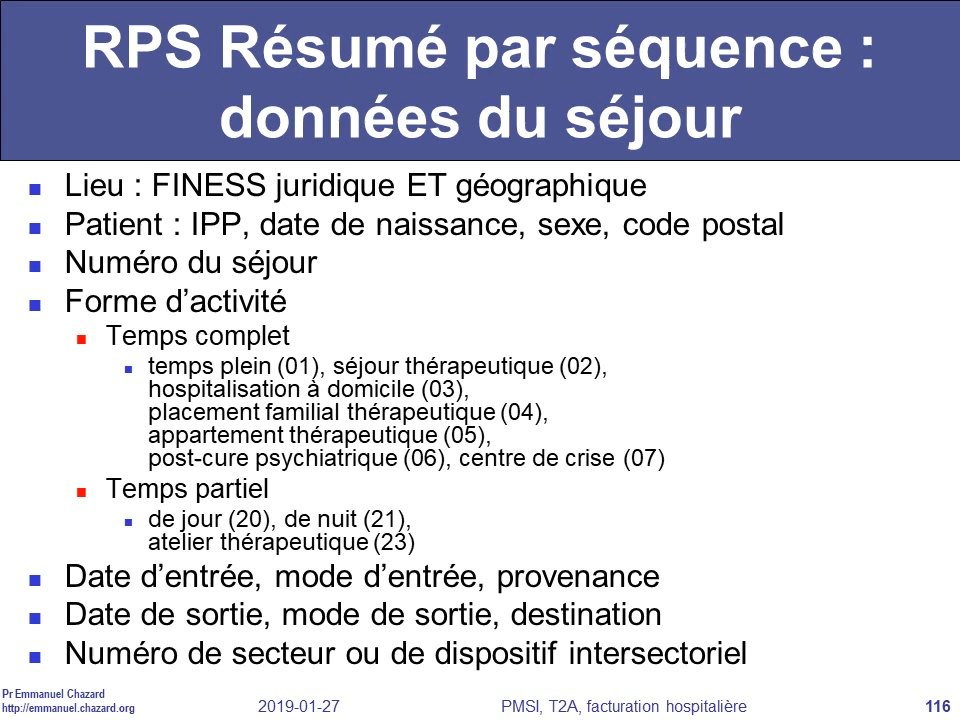 RPS Résumé par séquence :
données du séjour
Lieu : FINESS juridique ET géographique
Patient : IPP, date de naissance, sexe, code postal
Numéro du séjour
Forme d’activité
Temps complet
temps plein (01), séjour thérapeutique (02),
hospitalisation à domicile (03),
placement familial thérapeutique (04),
appartement thérapeutique (05),
post-cure psychiatrique (06), centre de crise (07)
Temps partiel
de jour (20), de nuit (21),
atelier thérapeutique (23)
Date d’entrée, mode d’entrée, provenance
Date de sortie, mode de sortie, destination
Numéro de secteur ou de dispositif intersectoriel
Pr Emmanuel Chazard
http://emmanuel.chazard.org
2019-01-27
PMSI, T2A, facturation hospitalière
116